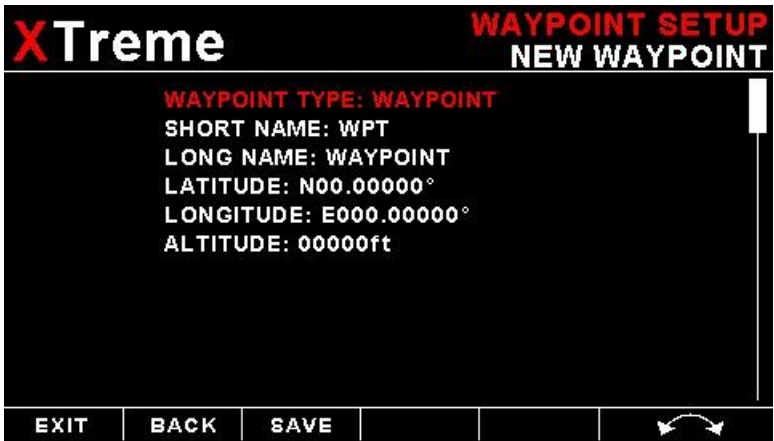 XTreme
WAYPOINT SETUP
NEW WAYPOINT
WAYPOINT TYPE: WAYPOINT
SHORT NAME: WPT
LONG NAME: WAYPOINT
LATITUDE: N00.00000°
LONGITUDE: E000.00000°
ALTITUDE: 00000ft
EXIT BACK SAVE